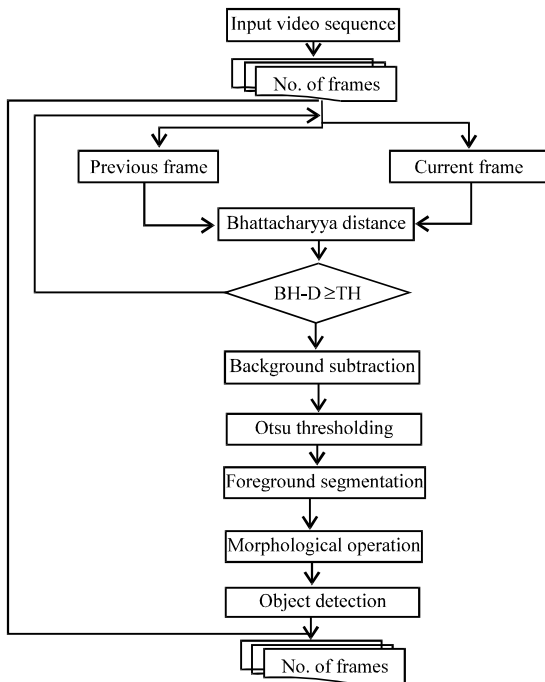 Input video sequence
No. of frames
Previous frame
Current frame
Bhattacharyya distance
BH-D ≥TH
Background subtraction
Otsu thresholding
Foreground segmentation
Morphological operation
Object detection
No. of frames